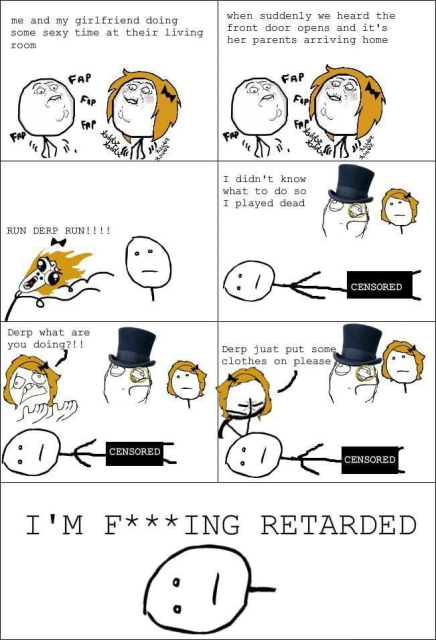 me and my girlfriend doing
some sexy time at their living
room
FAP
FAP
FAP
FAP
when suddenly we heard the
front door opens and it's
her parents arriving home
FAP
FAP
FAP
FAP
RUN DERP RUN!!!!
I didn't know
what to do so
I played dead
CENSORED
Derp what are
you doing?!!
CENSORED
Derp just put some
clothes on please
CENSORED
I'M F***ING RETARDED